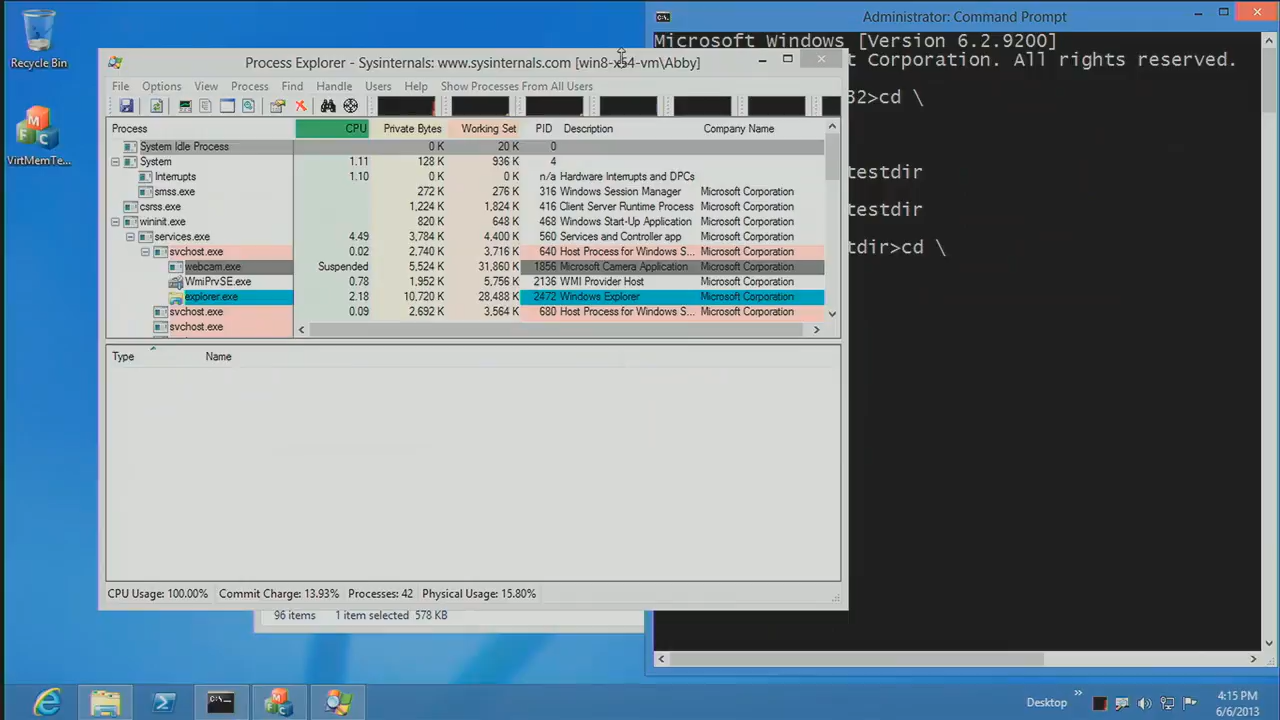 Recycle Bin
VirtMemTe...
Administrator: Command Prompt
Microsoft Windows [Version 6.2.9200]
t Corporation. All rights reserved.
32>cd \
testdir
testdir
tdir>cd \
Process Explorer - Sysinternals: www.sysinternals.com [win8-x64-vm\Abby]
File Options View Process Find Handle Users Help Show Processes From All Users
Process CPU Private Bytes Working Set PID Description Company Name
System Idle Process 0 K 20 K 0
System 1.11 128 K 936 K 4
Interrupts 1.10 0 K 0 K n/a Hardware Interrupts and DPCs
smss.exe 272 K 276 K 316 Windows Session Manager Microsoft Corporation
csrss.exe 1,224 K 1,824 K 416 Client Server Runtime Process Microsoft Corporation
wininit.exe 820 K 648 K 468 Windows Start-Up Application Microsoft Corporation
services.exe 4.49 3,784 K 4,400 K 560 Services and Controller app Microsoft Corporation
svchost.exe 0.02 2,740 K 3,716 K 640 Host Process for Windows S... Microsoft Corporation
webcam.exe Suspended 5,524 K 31,860 K 1856 Microsoft Camera Application Microsoft Corporation
WmiPrvSE.exe 0.78 1,952 K 5,756 K 2136 WMI Provider Host Microsoft Corporation
explorer.exe 2.18 10,720 K 28,488 K 2472 Windows Explorer Microsoft Corporation
svchost.exe 0.09 2,692 K 3,564 K 680 Host Process for Windows S... Microsoft Corporation
svchost.exe
Type Name
CPU Usage: 100.00% Commit Charge: 13.93% Processes: 42 Physical Usage: 15.80%
96 items 1 item selected 578 KB
Desktop
4:15 PM
6/6/2013